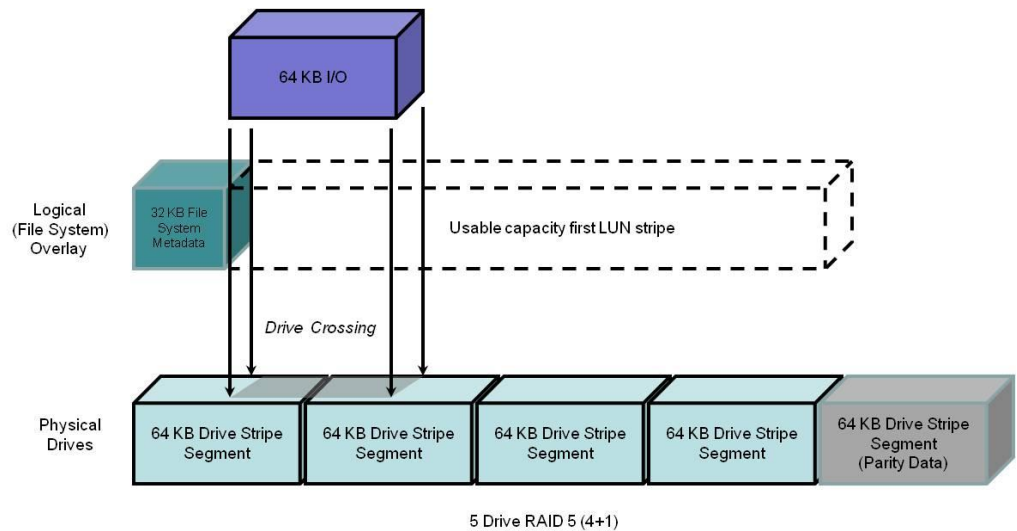 64 KB I/O
Logical
(File System)
Overlay
32 KB File
System
Metadata
Usable capacity first LUN stripe
Drive Crossing
Physical
Drives
64 KB Drive Stripe
Segment
64 KB Drive Stripe
Segment
64 KB Drive Stripe
Segment
64 KB Drive Stripe
Segment
64 KB Drive Stripe
Segment
(Parity Data)
5 Drive RAID 5 (4+1)